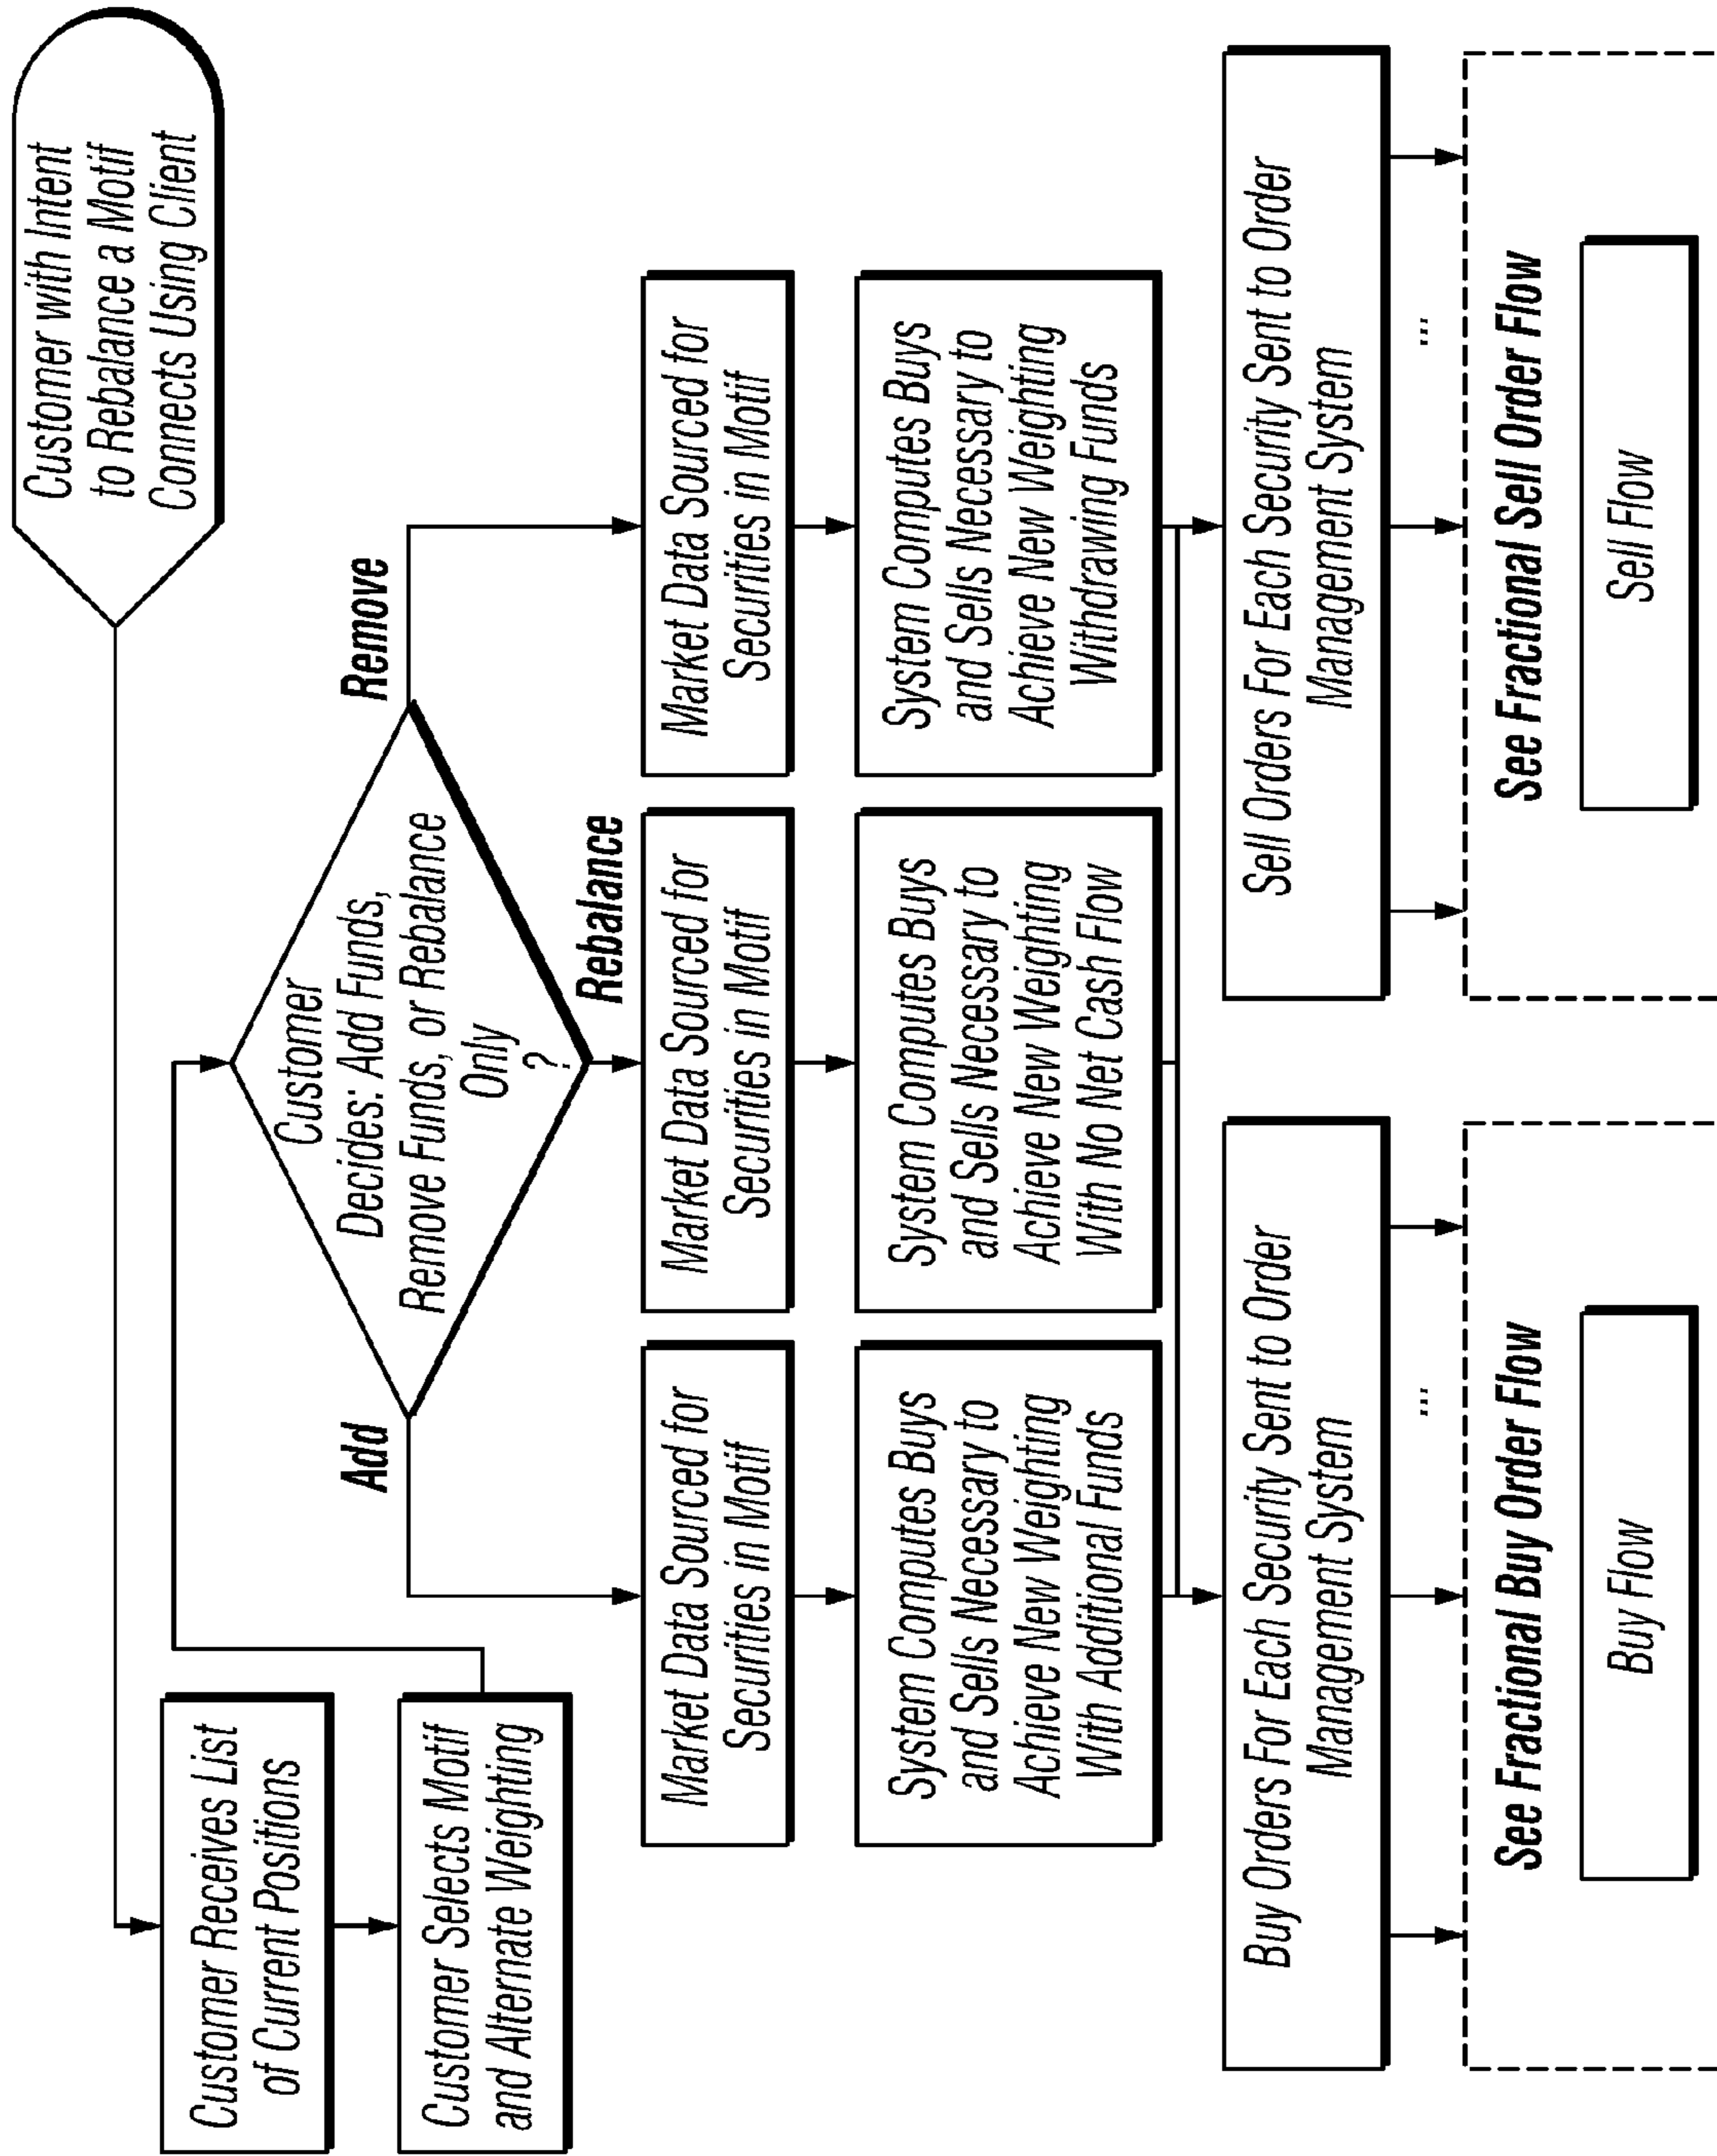 Customer with Intent
to Rebalance a Motif
Connects Using Client
Customer Receives List
of Current Positions
Customer Selects Motif
and Alternate Weighting
Customer
Decides: Add Funds,
Remove Funds, or Rebalance
Only
?
Add
Rebalance
Remove
Market Data Sourced for
Securities in Motif
Market Data Sourced for
Securities in Motif
Market Data Sourced for
Securities in Motif
System Computes Buys
and Sells Necessary to
Achieve New Weighting
With Additional Funds
System Computes Buys
and Sells Necessary to
Achieve New Weighting
With No Net Cash Flow
System Computes Buys
and Sells Necessary to
Achieve New Weighting
Withdrawing Funds
Buy Orders For Each Security Sent to Order
Management System
...
See Fractional Buy Order Flow
Buy Flow
Sell Orders For Each Security Sent to Order
Management System
...
See Fractional Sell Order Flow
Sell Flow